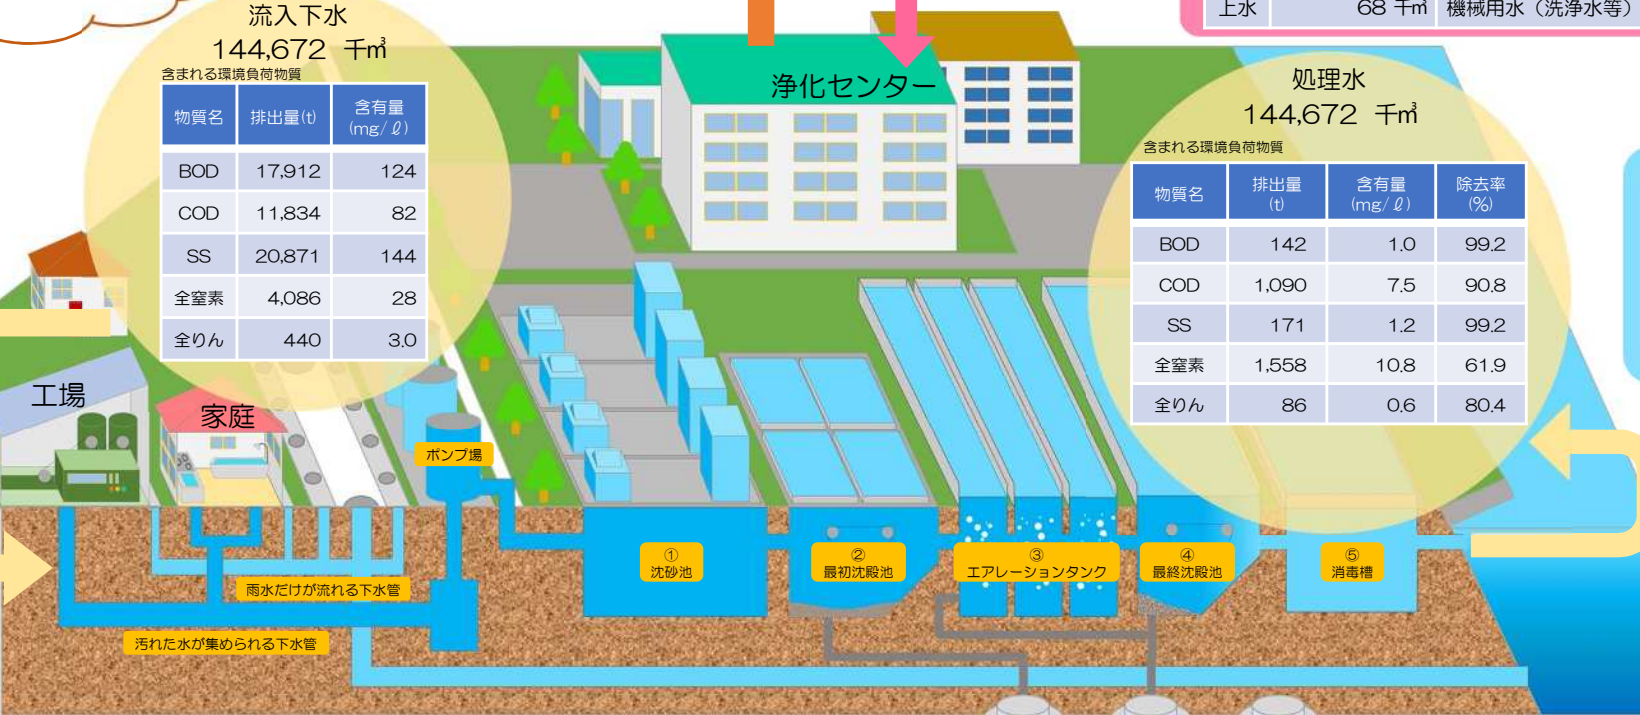 上水 68 千㎥ 機械用水（洗浄水等）
流入下水
144,672 千㎥
含まれる環境負荷物質
物質名 排出量(t) 含有量
(mg/ℓ)
BOD 17,912 124
COD 11,834 82
SS 20,871 144
全窒素 4,086 28
全りん 440 3.0
浄化センター
処理水
144,672 千㎥
含まれる環境負荷物質
物質名 排出量
(t) 含有量
(mg/ℓ) 除去率
(%)
BOD 142 1.0 99.2
COD 1,090 7.5 90.8
SS 171 1.2 99.2
全窒素 1,558 10.8 61.9
全りん 86 0.6 80.4
工場
家庭
ポンプ場
①
沈砂池
②
最初沈殿池
③
エアレーションタンク
④
最終沈殿池
⑤
消毒槽
雨水だけが流れる下水管
汚れた水が集められる下水管